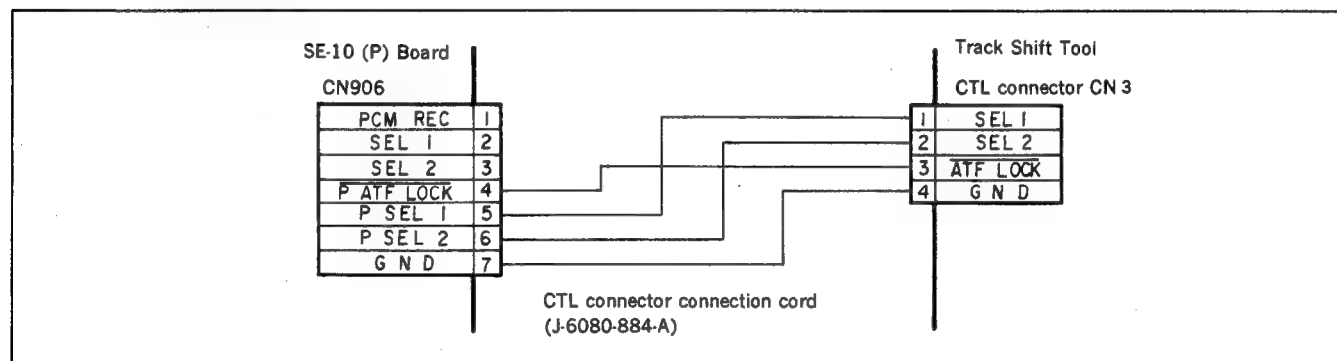 SE-10 (P) Board
CN906
PCM REC 1
SEL 1 2
SEL 2 3
P ATF LOCK 4
P SEL 1 5
P SEL 2 6
G N D 7
Track Shift Tool
CTL connector CN 3
1 SEL 1
2 SEL 2
3 ATF LOCK
4 G N D
CTL connector connection cord
(J-6080-884-A)